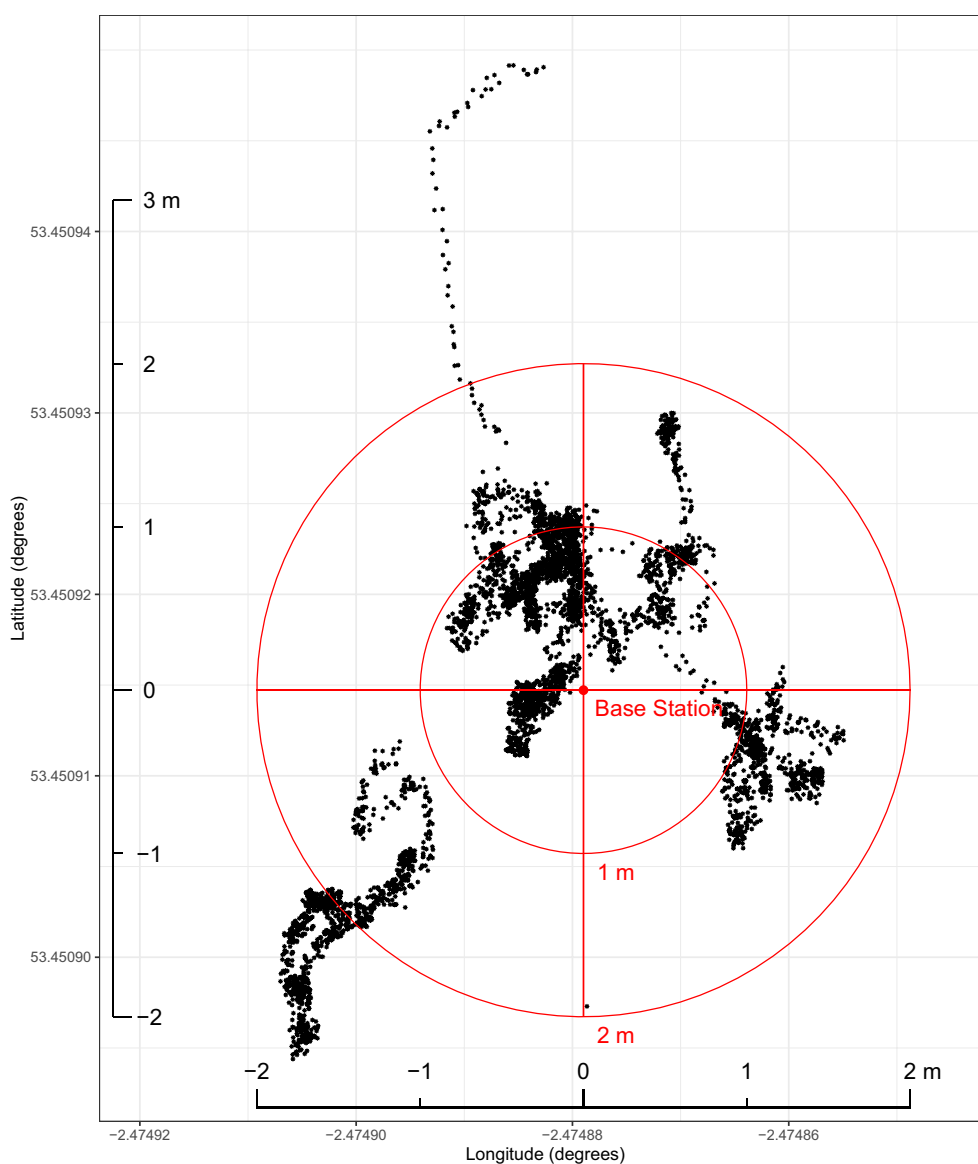 3 m
53.45094
2
53.45093
1
53.45092
Latitude (degrees)
0
Base Station
53.45091
−1
1 m
53.45090
−2
2 m
−2 −1 0 1 2 m
−2.47492 −2.47490 −2.47488 −2.47486
Longitude (degrees)